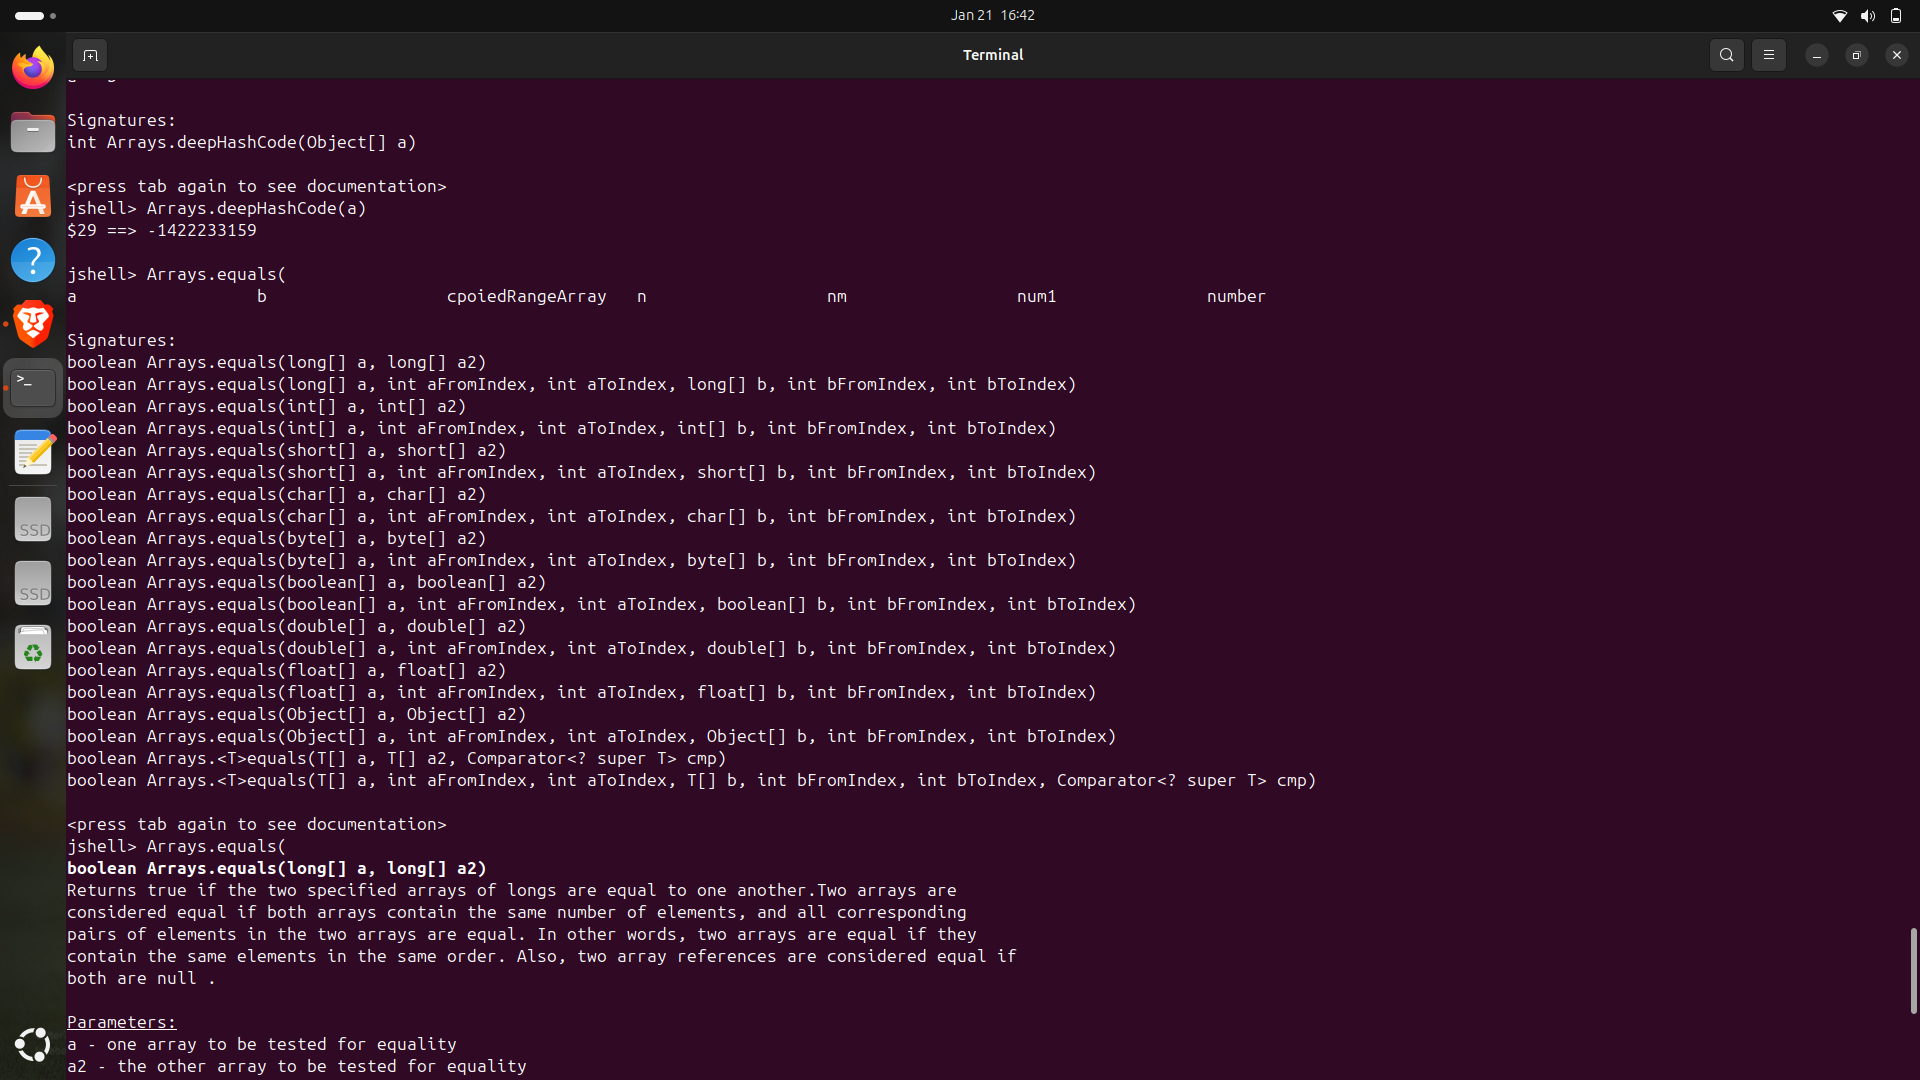 Jan 21 16:42
Terminal
Signatures:
int Arrays.deepHashCode(Object[] a)
<press tab again to see documentation>
jshell> Arrays.deepHashCode(a)
$29 ==> -1422233159
jshell> Arrays.equals(
a b cpoiedRangeArray n nm num1 number
Signatures:
boolean Arrays.equals(long[] a, long[] a2)
boolean Arrays.equals(long[] a, int aFromIndex, int aToIndex, long[] b, int bFromIndex, int bToIndex)
boolean Arrays.equals(int[] a, int[] a2)
boolean Arrays.equals(int[] a, int aFromIndex, int aToIndex, int[] b, int bFromIndex, int bToIndex)
boolean Arrays.equals(short[] a, short[] a2)
boolean Arrays.equals(short[] a, int aFromIndex, int aToIndex, short[] b, int bFromIndex, int bToIndex)
boolean Arrays.equals(char[] a, char[] a2)
boolean Arrays.equals(char[] a, int aFromIndex, int aToIndex, char[] b, int bFromIndex, int bToIndex)
boolean Arrays.equals(byte[] a, byte[] a2)
boolean Arrays.equals(byte[] a, int aFromIndex, int aToIndex, byte[] b, int bFromIndex, int bToIndex)
boolean Arrays.equals(boolean[] a, boolean[] a2)
boolean Arrays.equals(boolean[] a, int aFromIndex, int aToIndex, boolean[] b, int bFromIndex, int bToIndex)
boolean Arrays.equals(double[] a, double[] a2)
boolean Arrays.equals(double[] a, int aFromIndex, int aToIndex, double[] b, int bFromIndex, int bToIndex)
boolean Arrays.equals(float[] a, float[] a2)
boolean Arrays.equals(float[] a, int aFromIndex, int aToIndex, float[] b, int bFromIndex, int bToIndex)
boolean Arrays.equals(Object[] a, Object[] a2)
boolean Arrays.equals(Object[] a, int aFromIndex, int aToIndex, Object[] b, int bFromIndex, int bToIndex)
boolean Arrays.<T>equals(T[] a, T[] a2, Comparator<? super T> cmp)
boolean Arrays.<T>equals(T[] a, int aFromIndex, int aToIndex, T[] b, int bFromIndex, int bToIndex, Comparator<? super T> cmp)
<press tab again to see documentation>
jshell> Arrays.equals(
boolean Arrays.equals(long[] a, long[] a2)
Returns true if the two specified arrays of longs are equal to one another.Two arrays are
considered equal if both arrays contain the same number of elements, and all corresponding
pairs of elements in the two arrays are equal. In other words, two arrays are equal if they
contain the same elements in the same order. Also, two array references are considered equal if
both are null .
Parameters:
a - one array to be tested for equality
a2 - the other array to be tested for equality
SSD
SSD